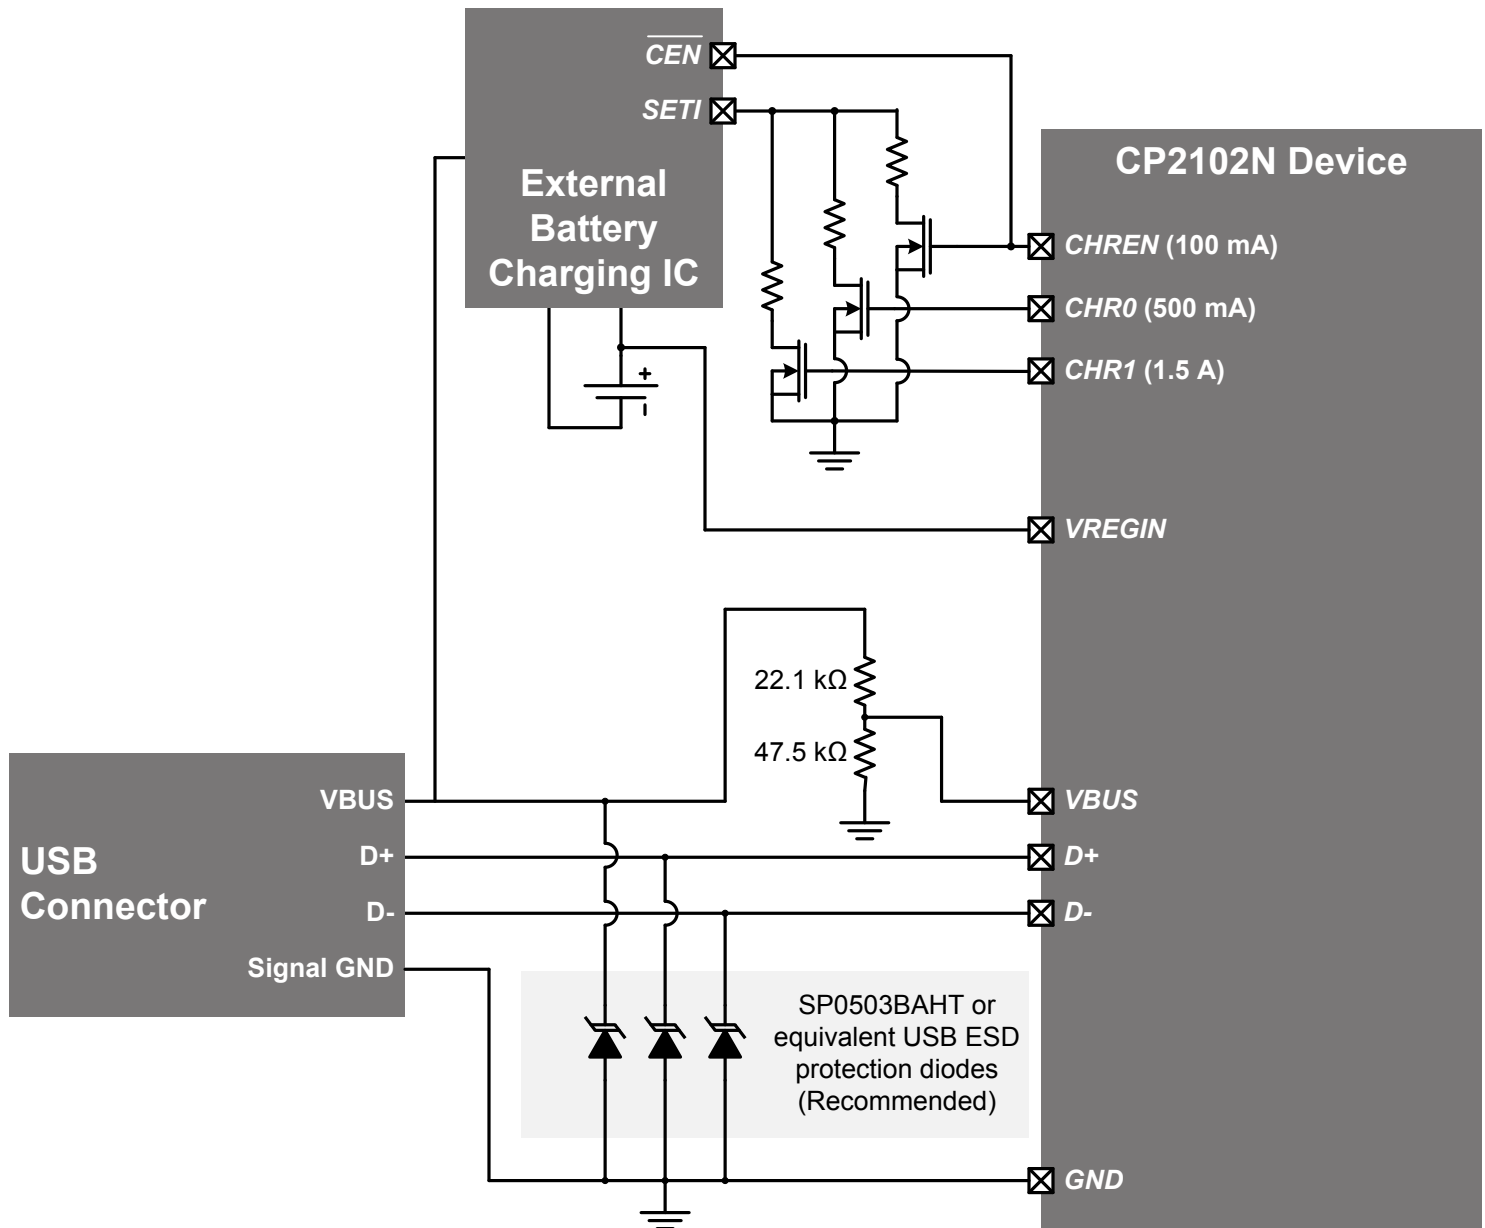 CEN
SETI
External
Battery
Charging IC
CP2102N Device
CHREN (100 mA)
CHR0 (500 mA)
CHR1 (1.5 A)
+
-
VREGIN
22.1 kΩ
47.5 kΩ
USB
Connector
VBUS
D+
D-
Signal GND
VBUS
D+
D-
SP0503BAHT or
equivalent USB ESD
protection diodes
(Recommended)
GND